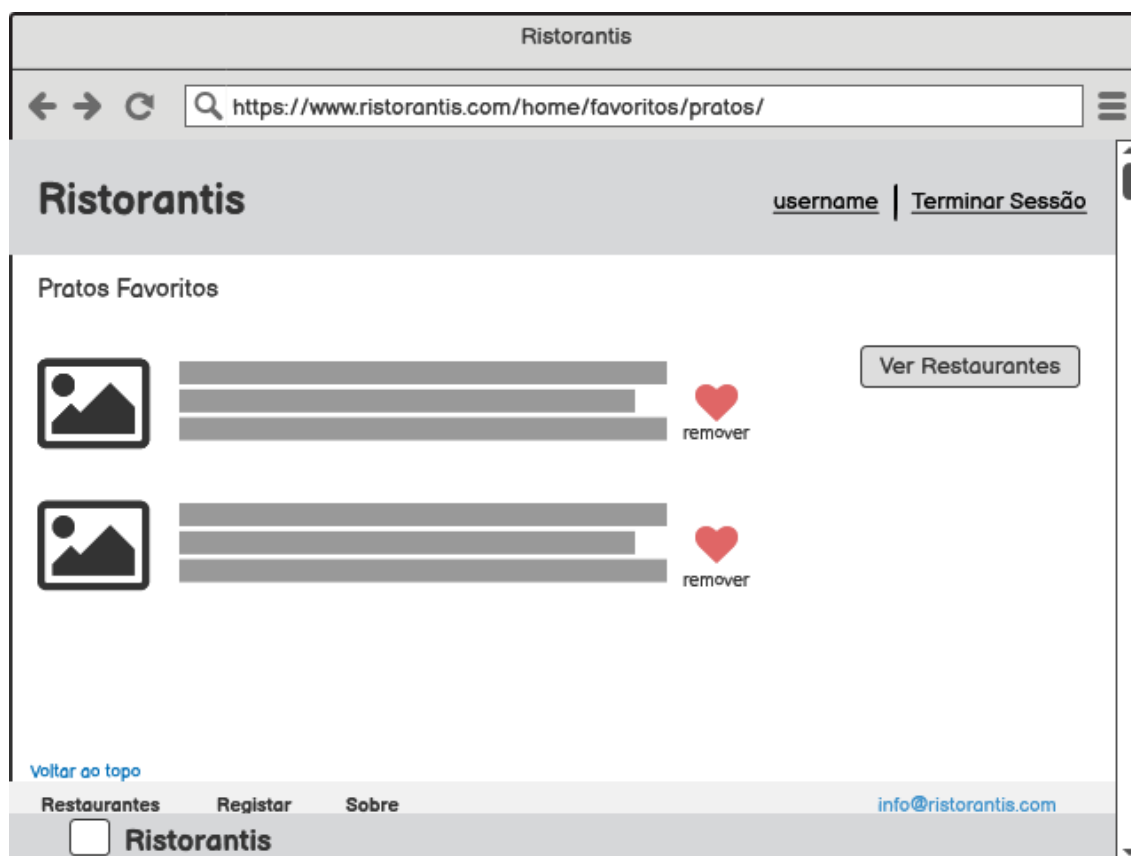 Ristorantis
https://www.ristorantis.com/home/favoritos/pratos/
Ristorantis
username Terminar Sessão
Pratos Favoritos
Ver Restaurantes
remover
remover
Voltar ao topo
Restaurantes Registar Sobre info@ristorantis.com
Ristorantis